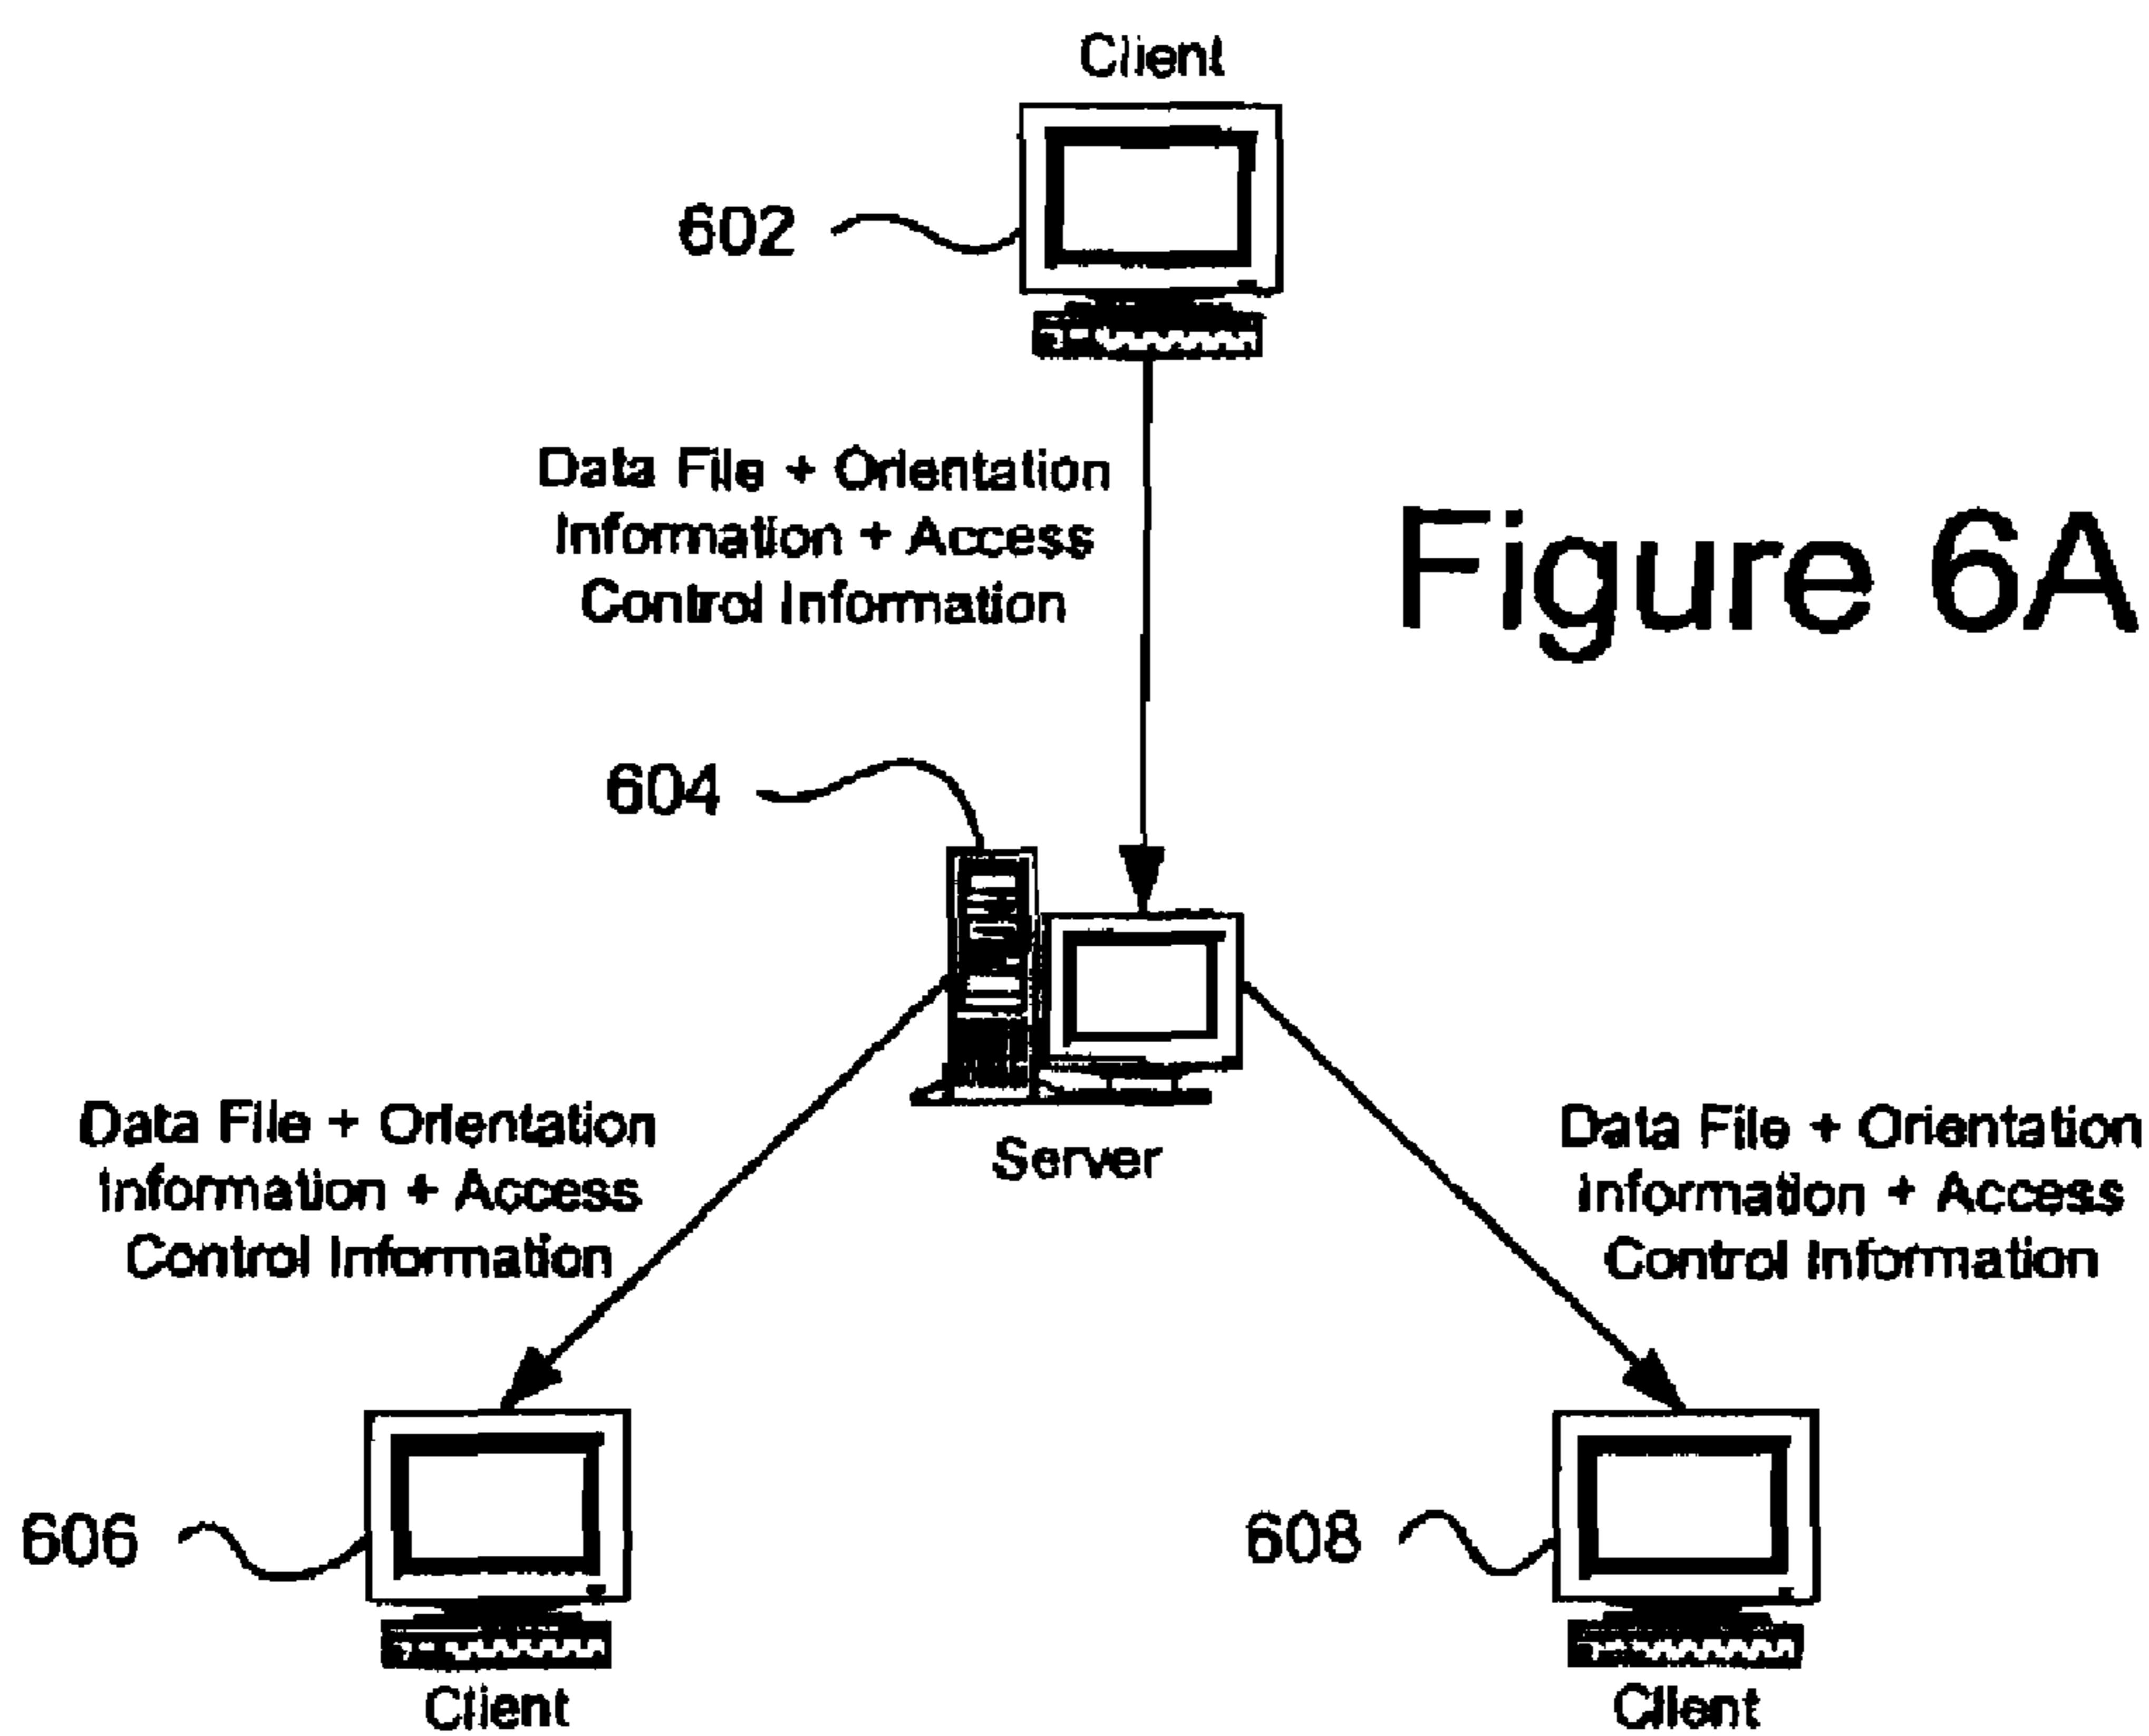 Client
602
Data File + Orientation
Information + Access
Control Information
Figure 6A
604
Server
Data File + Orientation
Information + Access
Control Information
Data File + Orientation
Information + Access
Control Information
606
608
Client
Client